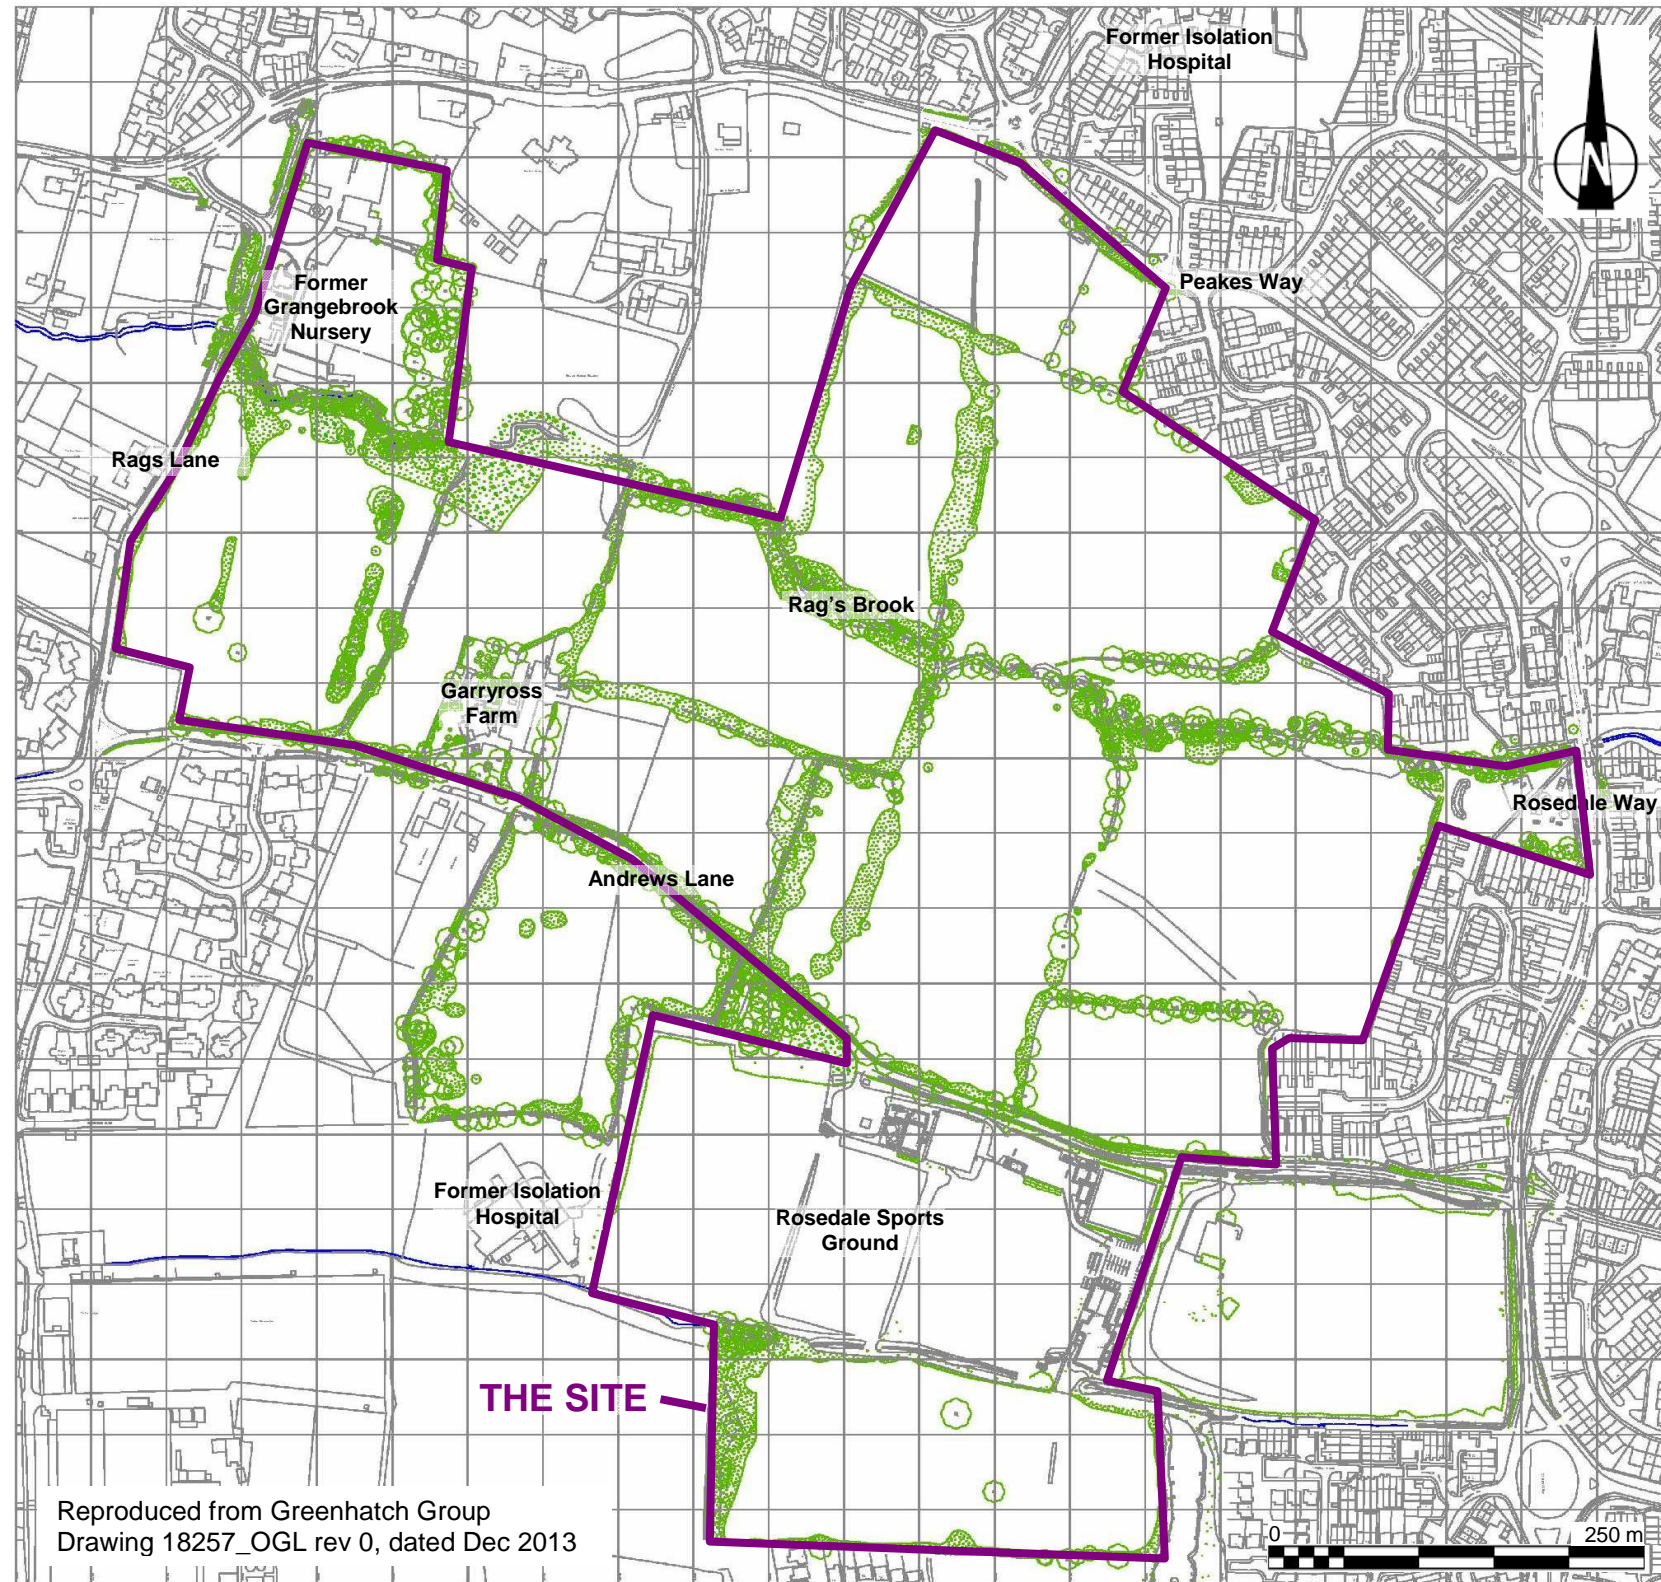 Former Isolation
Hospital
N
Former
Grangebrook
Nursery
Peakes Way
Rags Lane
Rag's Brook
Garryross
Farm
Rosedale Way
Andrews Lane
Former Isolation
Hospital
Rosedale Sports
Ground
THE SITE
Reproduced from Greenhatch Group
Drawing 18257_OGL rev 0, dated Dec 2013
0 250 m